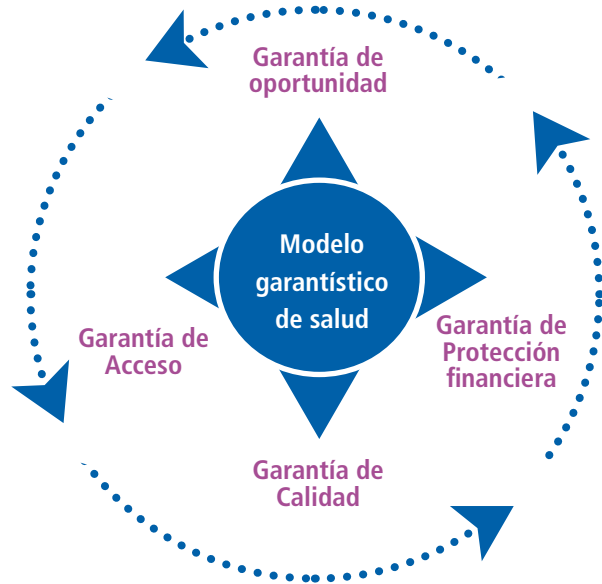 Garantía de
oportunidad
Modelo
garantístico
de salud
Garantía de
Acceso
Garantía de
Protección
financiera
Garantía de
Calidad